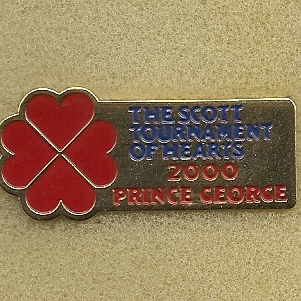 THE SCOTT
TOURNAMENT
OF HEARTS
2000
PRINCE GEORGE